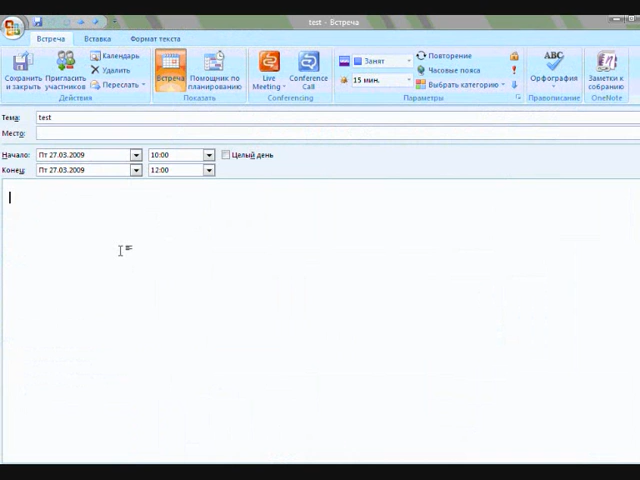 test - Встреча
Встреча Вставка Формат текста
Сохранить и закрыть
Пригласить участников
Календарь
Удалить
Переслать
Действия
Встреча
Помощник по планированию
Показать
Live Meeting
Conference Call
Conferencing
Занят
15 мин.
Повторение
Часовые пояса
Выбрать категорию
Параметры
ABC
Орфография
Правописание
Заметки к собранию
OneNote
Тема: test
Место:
Начало: Пт 27.03.2009 10:00 Целый день
Конец: Пт 27.03.2009 12:00